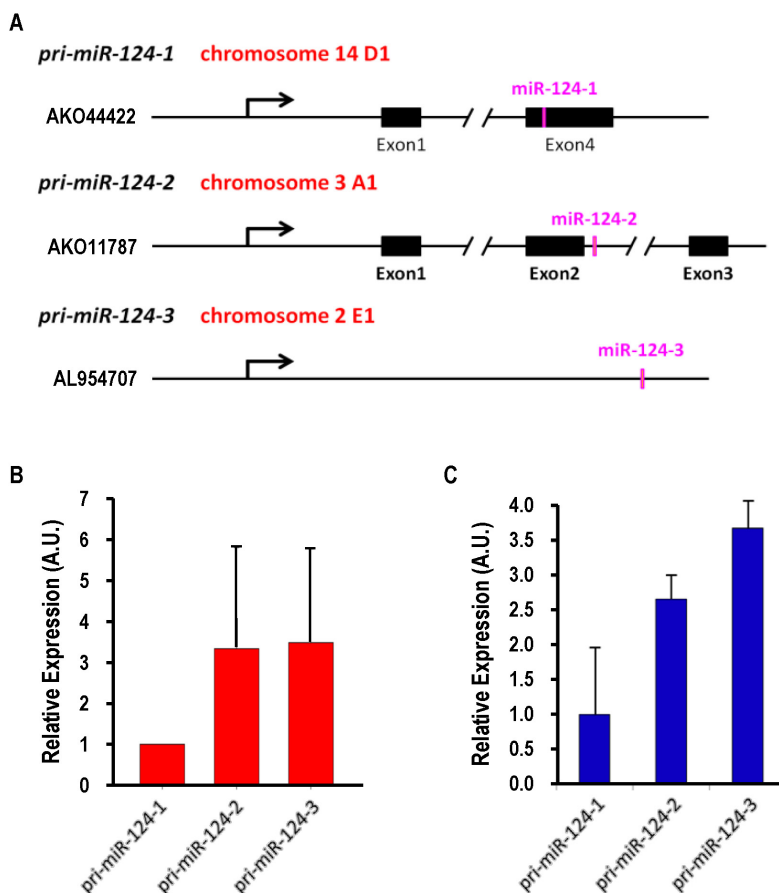 A
pri-miR-124-1 chromosome 14 D1
miR-124-1
AKO44422
Exon1 Exon4
pri-miR-124-2 chromosome 3 A1
miR-124-2
AKO11787
Exon1 Exon2 Exon3
pri-miR-124-3 chromosome 2 E1
miR-124-3
AL954707
B
Relative Expression (A.U.)
7
6
5
4
3
2
1
0
pri-miR-124-1
pri-miR-124-2
pri-miR-124-3
C
Relative Expression (A.U.)
4.0
3.5
3.0
2.5
2.0
1.5
1.0
0.5
0.0
pri-miR-124-1
pri-miR-124-2
pri-miR-124-3